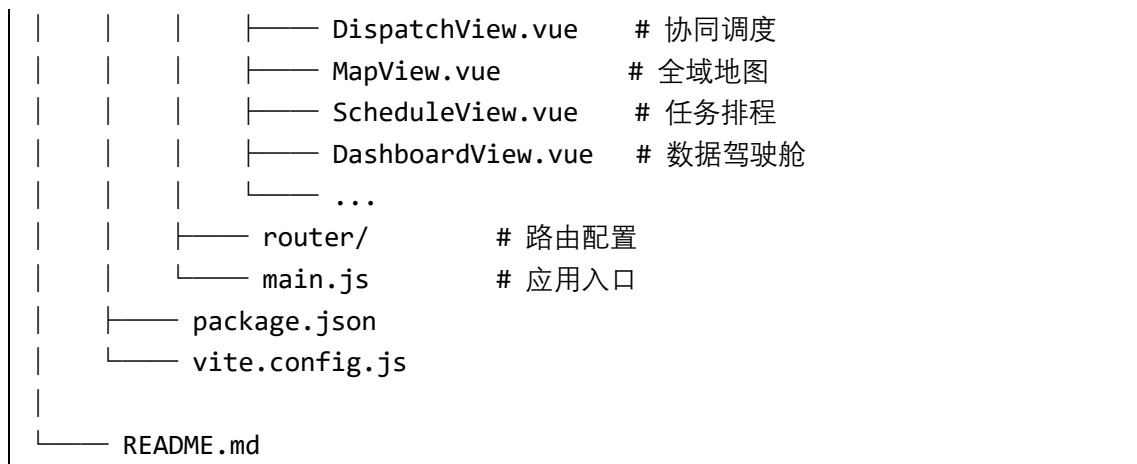 │   │   │   ├── DispatchView.vue   # 协同调度
│   │   │   ├── MapView.vue        # 全域地图
│   │   │   ├── ScheduleView.vue   # 任务排程
│   │   │   ├── DashboardView.vue  # 数据驾驶舱
│   │   │   └── ...
│   │   ├── router/        # 路由配置
│   │   └── main.js        # 应用入口
│   ├── package.json
│   └── vite.config.js
│
└── README.md